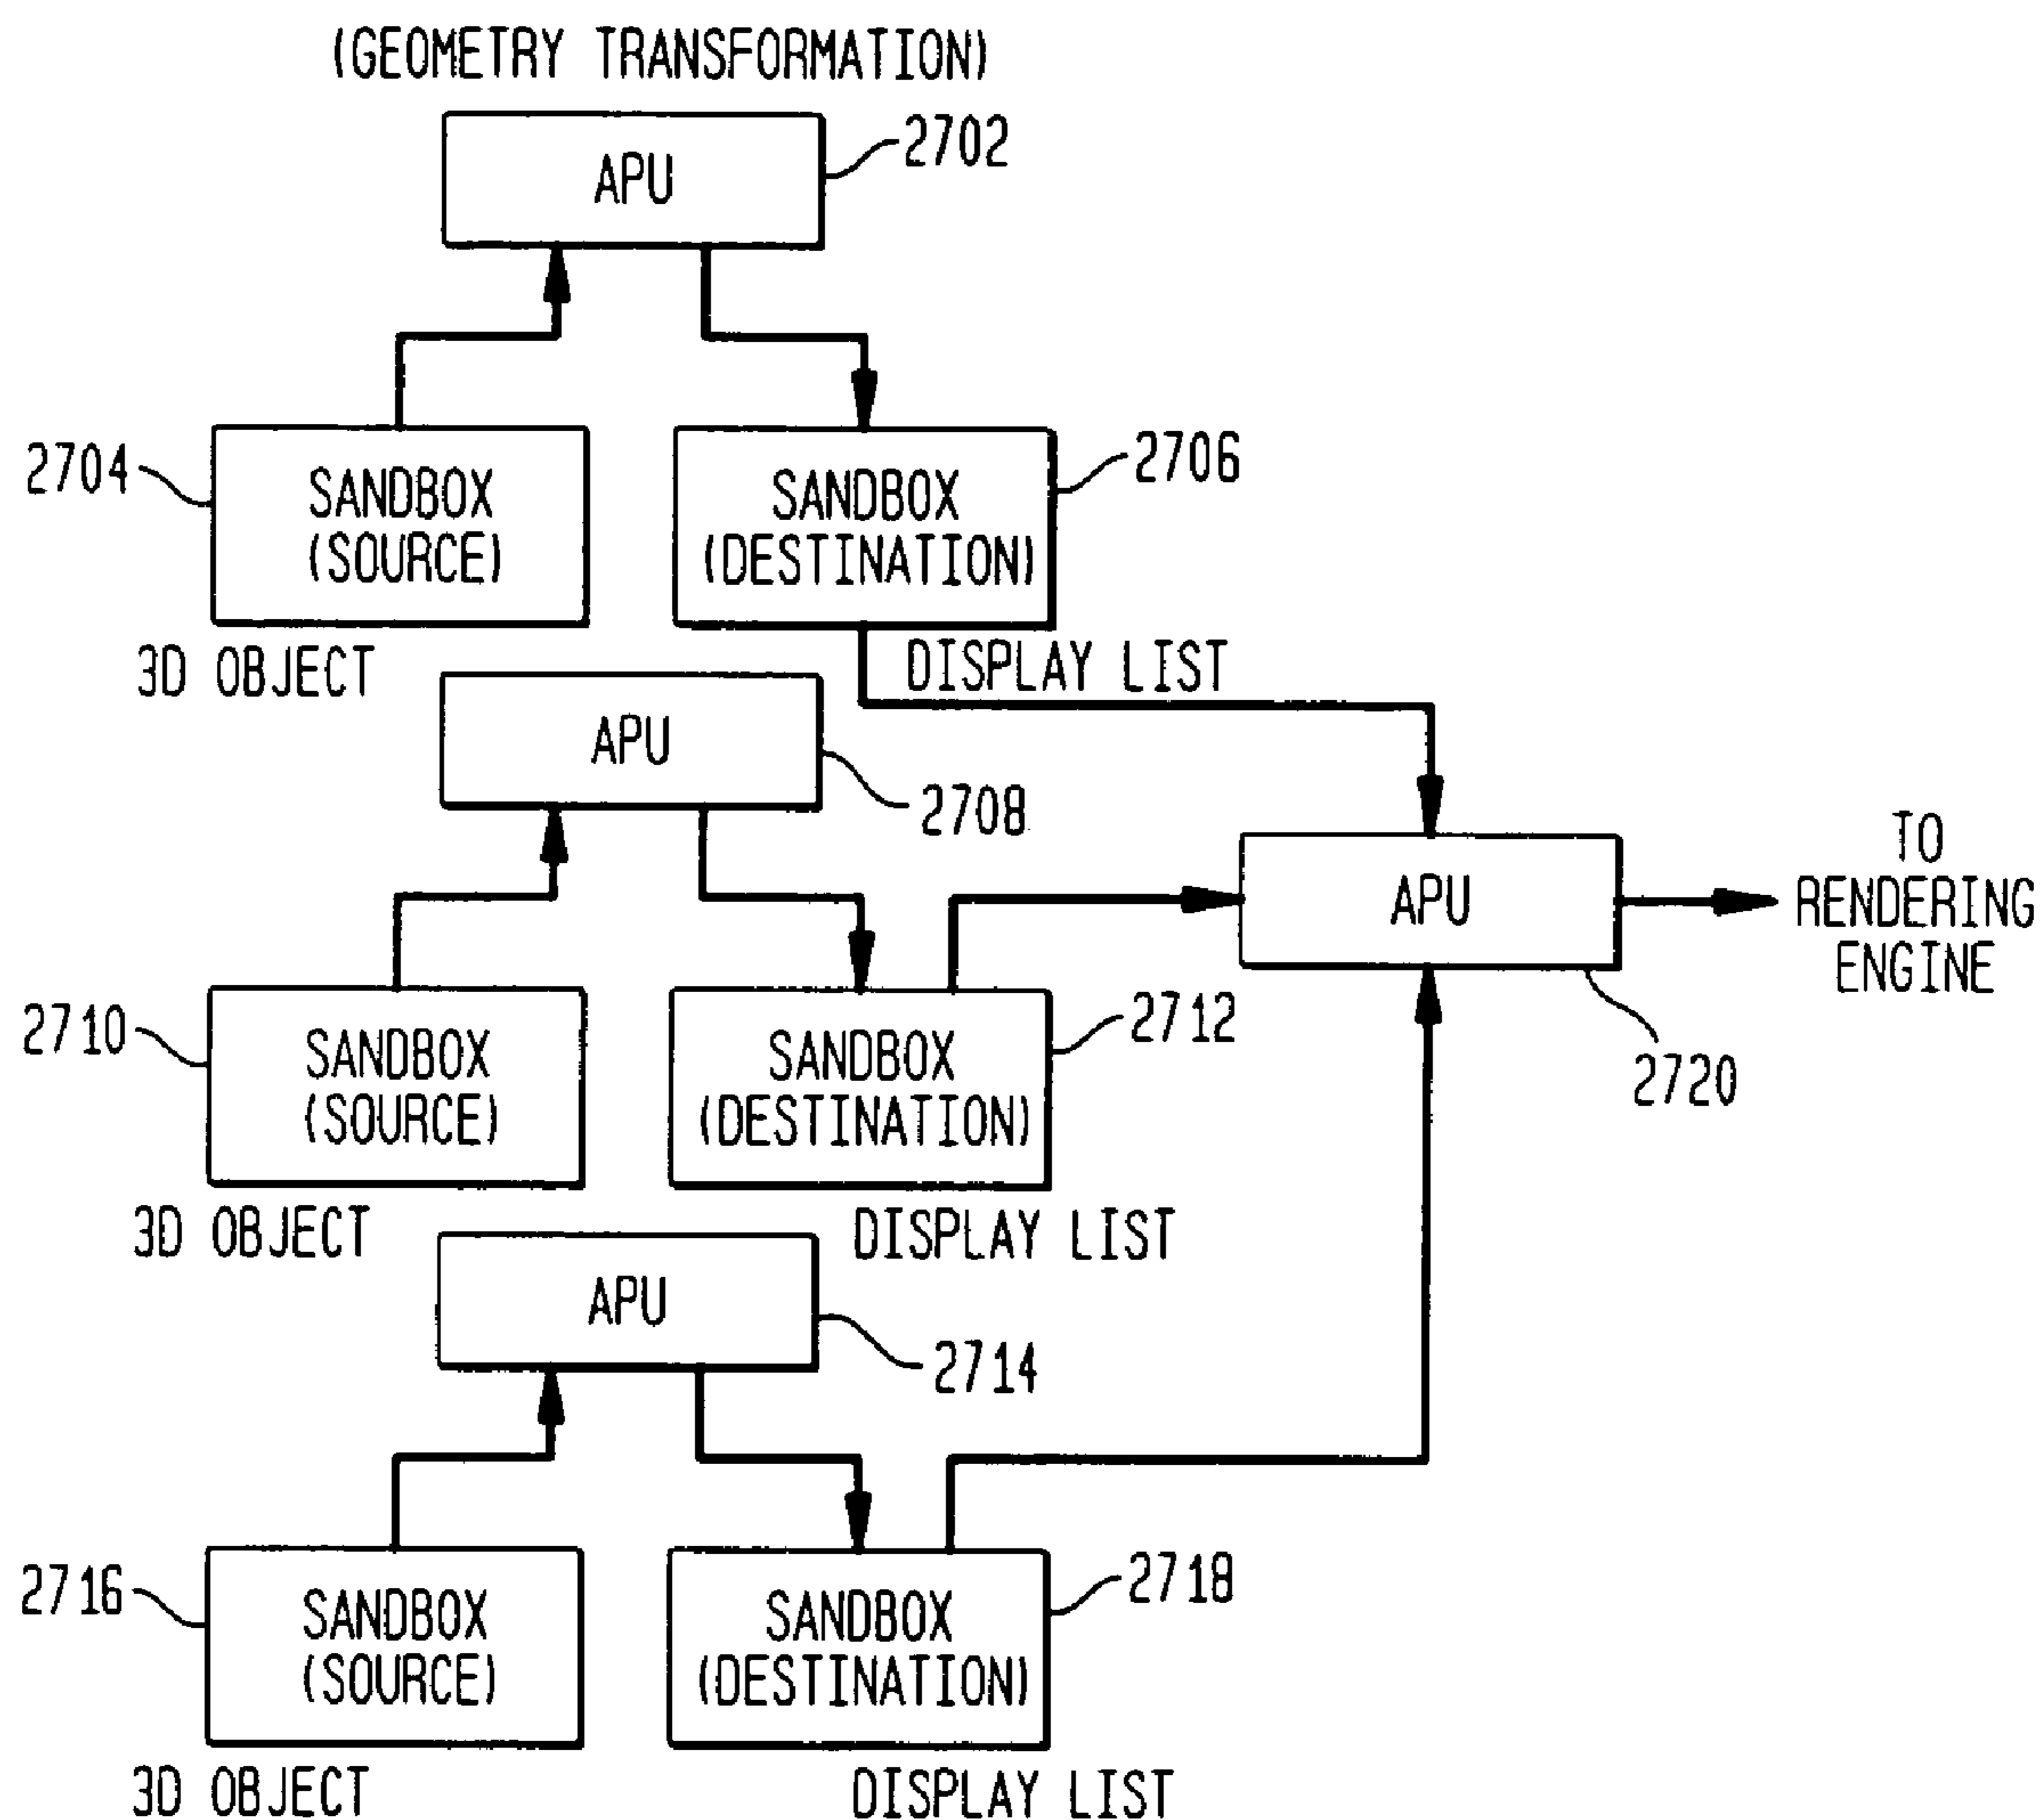 (GEOMETRY TRANSFORMATION)
APU
2702
2704
SANDBOX
(SOURCE)
SANDBOX
(DESTINATION)
2706
3D OBJECT
DISPLAY LIST
APU
2708
2710
SANDBOX
(SOURCE)
SANDBOX
(DESTINATION)
2712
APU
2720
TO
RENDERING
ENGINE
3D OBJECT
DISPLAY LIST
APU
2714
2716
SANDBOX
(SOURCE)
SANDBOX
(DESTINATION)
2718
3D OBJECT
DISPLAY LIST